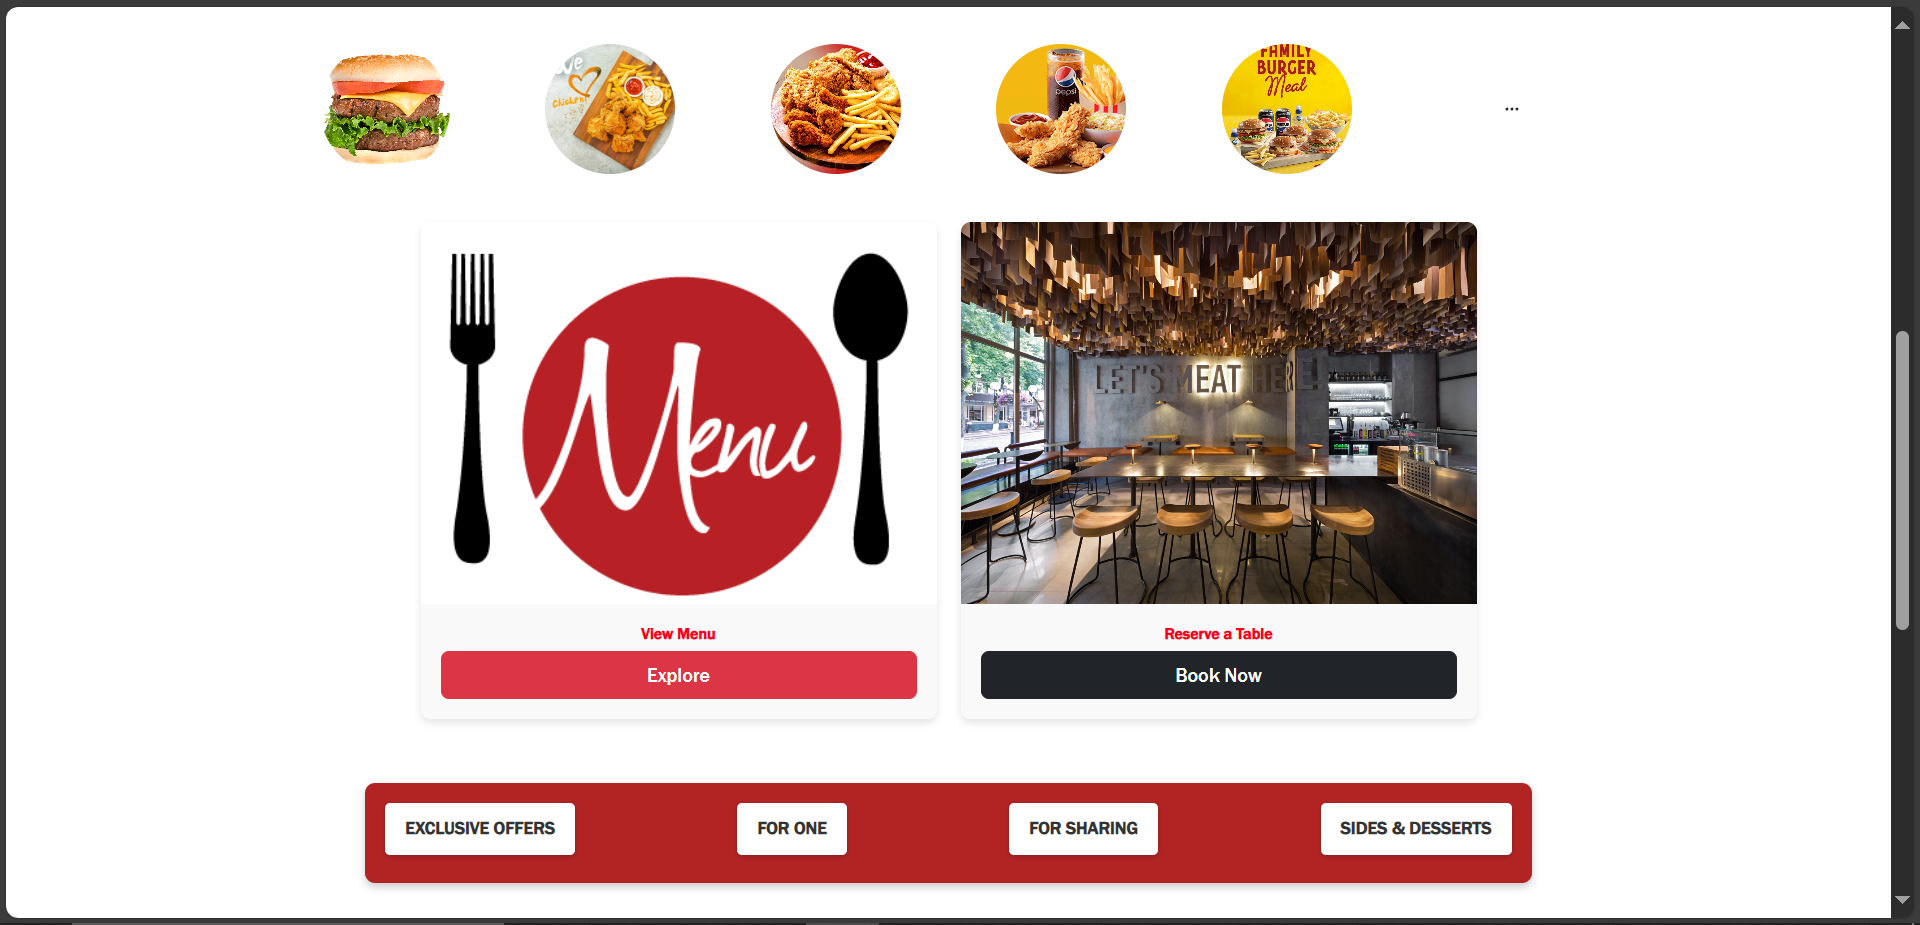 we
Chicken
pepsi
FAMILY
BURGER
Meal
...
Menu
LET'S MEAT HERE.
View Menu
Reserve a Table
Explore
Book Now
EXCLUSIVE OFFERS
FOR ONE
FOR SHARING
SIDES & DESSERTS